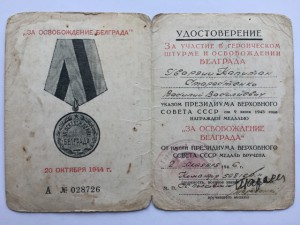 „ЗА ОСВОБОЖДЕНИЕ БЕЛГРАДА"
БЕЛГРАДА
20 ОКТЯБРЯ 1944 г.
А № 028726
УДОСТОВЕРЕНИЕ
ЗА УЧАСТИЕ В ГЕРОИЧЕСКОМ
ШТУРМЕ И ОСВОБОЖДЕНИИ
БЕЛГРАДА
Гвардии Капитан
Василий Васильевич
УКАЗОМ ПРЕЗИДИУМА ВЕРХОВНОГО
СОВЕТА СССР от 9 июня 1945 года
НАГРАЖДЕН МЕДАЛЬЮ
„ЗА ОСВОБОЖДЕНИЕ
БЕЛГРАДА"
ОТ ИМЕНИ ПРЕЗИДИУМА ВЕРХОВНОГО
СОВЕТА СССР МЕДАЛЬ ВРУЧЕНА